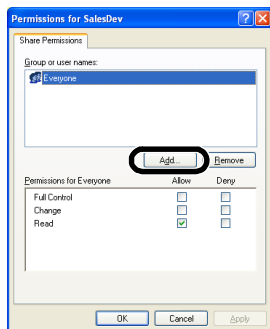 Permissions for SalesDev
Share Permissions
Group or user names:
Everyone
Add... Remove
Permissions for Everyone Allow Deny
Full Control
Change
Read
OK Cancel Apply